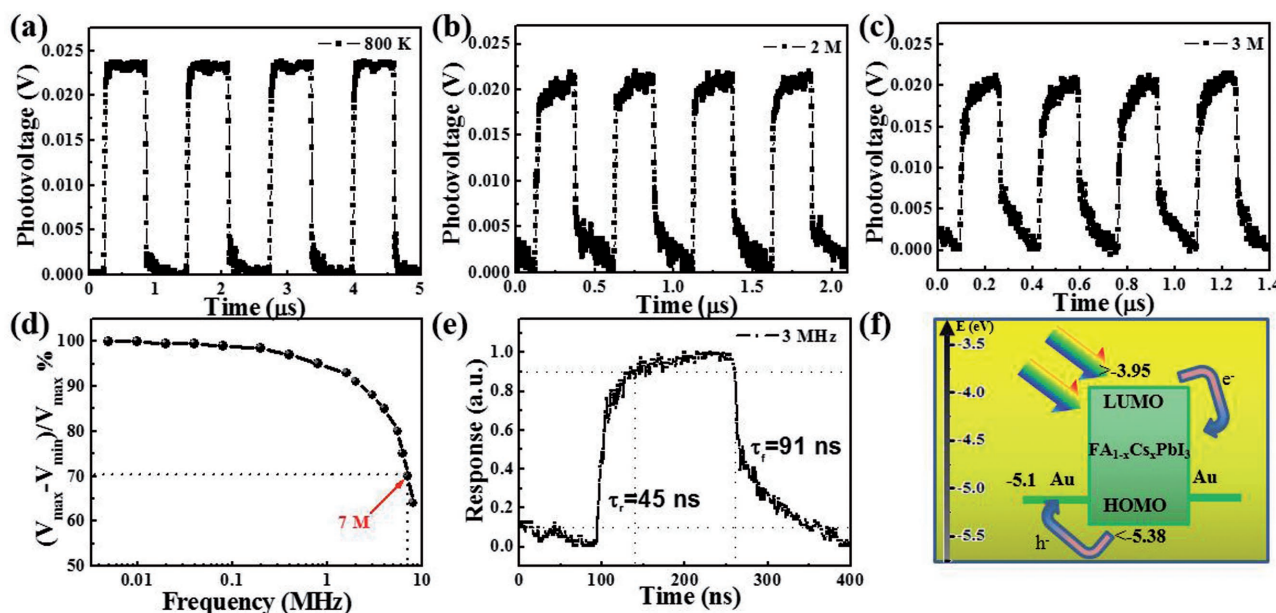 (a)
800 K
Photovoltage (V)
0.025
0.020
0.015
0.010
0.005
0.000
0 1 2 3 4 5
Time (μs)
(b)
2 M
Photovoltage (V)
0.025
0.020
0.015
0.010
0.005
0.000
0.0 0.5 1.0 1.5 2.0
Time (μs)
(c)
3 M
Photovoltage (V)
0.025
0.020
0.015
0.010
0.005
0.000
0.0 0.2 0.4 0.6 0.8 1.0 1.2 1.4
Time (μs)
(d)
(Vmax-Vmin)/Vmax %
100
90
80
70
60
50
7 M
0.01 0.1 1 10
Frequency (MHz)
(e)
3 MHz
Response (a.u.)
1.0
0.8
0.6
0.4
0.2
0.0
τf=91 ns
τr=45 ns
0 100 200 300 400
Time (ns)
(f)
E (eV)
-3.5
-4.0
-4.5
-5.0
-5.5
>-3.95
e-
LUMO
FA1-xCsxPbI3
-5.1 Au
Au
HOMO
h-
<-5.38